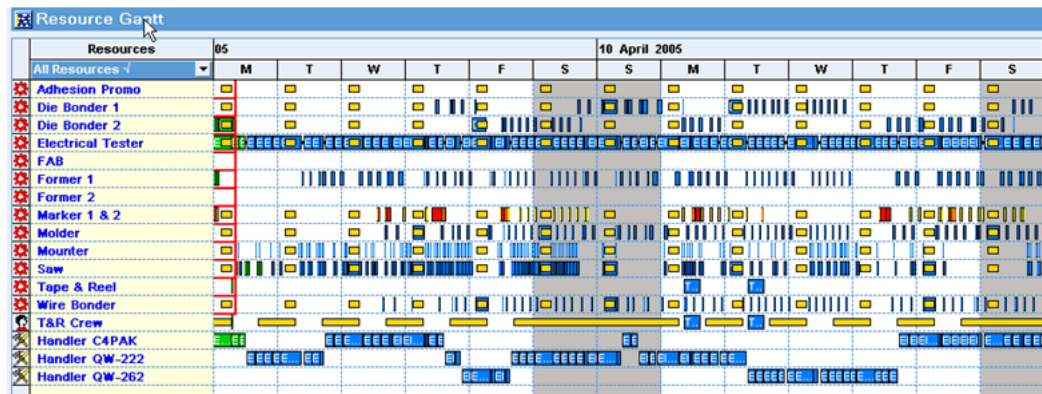 Resource Gantt
Resources 05 10 April 2005
All Resources √ M T W T F S S M T W T F S
Adhesion Promo
Die Bonder 1
Die Bonder 2
Electrical Tester
FAB
Former 1
Former 2
Marker 1 & 2
Molder
Mounter
Saw
Tape & Reel T... T...
Wire Bonder
T&R Crew T... T...
Handler C4PAK
Handler QW-222
Handler QW-262